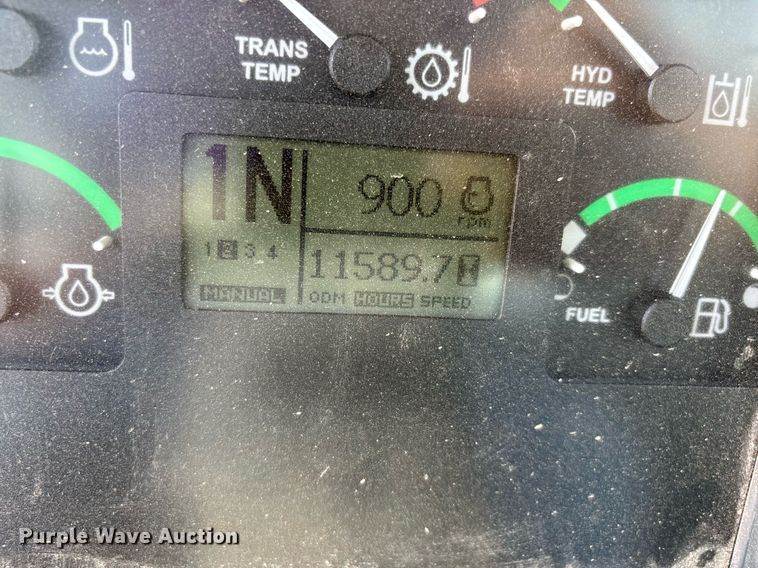 TRANS
TEMP
HYD
TEMP
1N
900
rpm
1 2 3 4
11589.7 H
MANUAL
ODM HOURS SPEED
FUEL
Purple Wave Auction